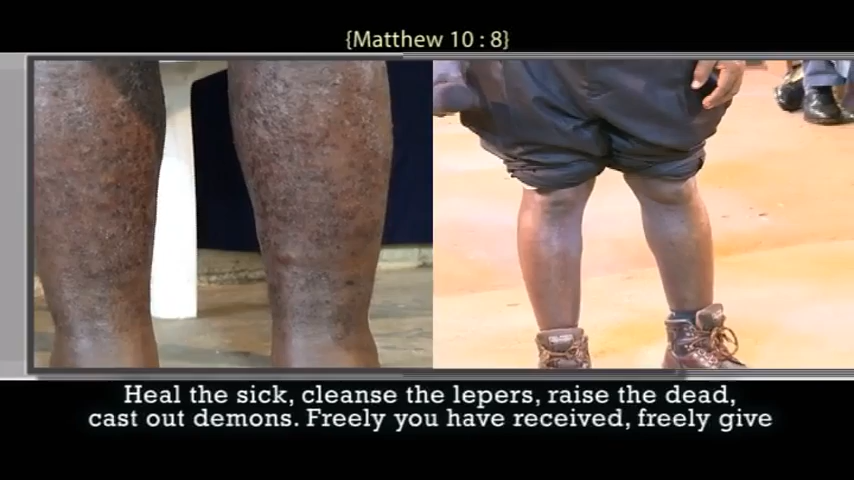 {Matthew 10 : 8}
Heal the sick, cleanse the lepers, raise the dead,
cast out demons. Freely you have received, freely give